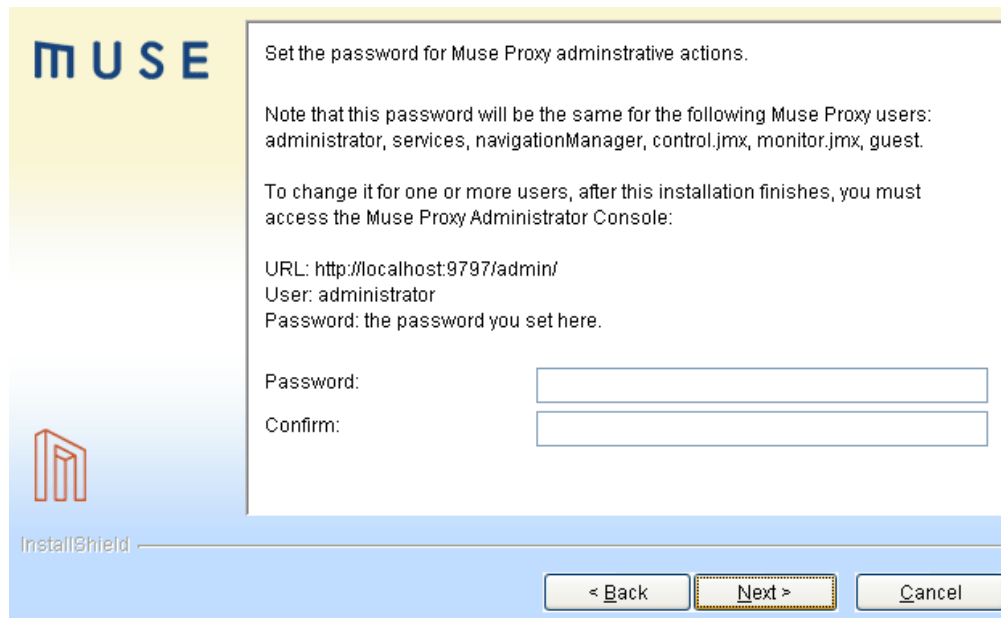 MUSE
Set the password for Muse Proxy adminstrative actions.
Note that this password will be the same for the following Muse Proxy users:
administrator, services, navigationManager, control.jmx, monitor.jmx, guest.
To change it for one or more users, after this installation finishes, you must
access the Muse Proxy Administrator Console:
URL: http://localhost:9797/admin/
User: administrator
Password: the password you set here.
Password:
Confirm:
InstallShield
< Back
Next >
Cancel